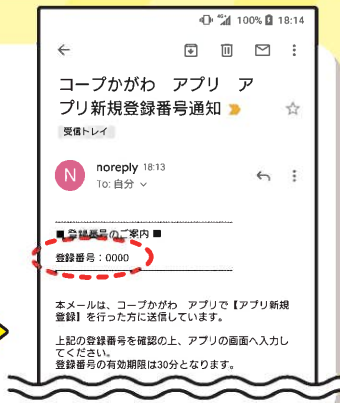 100% 18:14
コープかがわ アプリ ア
プリ新規登録番号通知
受信トレイ
N
noreply 18:13
To: 自分
■ 登録番号のご案内 ■
登録番号：0000
本メールは、コープかがわ アプリで【アプリ新規
登録】を行った方に送信しています。
上記の登録番号を確認の上、アプリの画面へ入力し
てください。
登録番号の有効期限は30分となります。